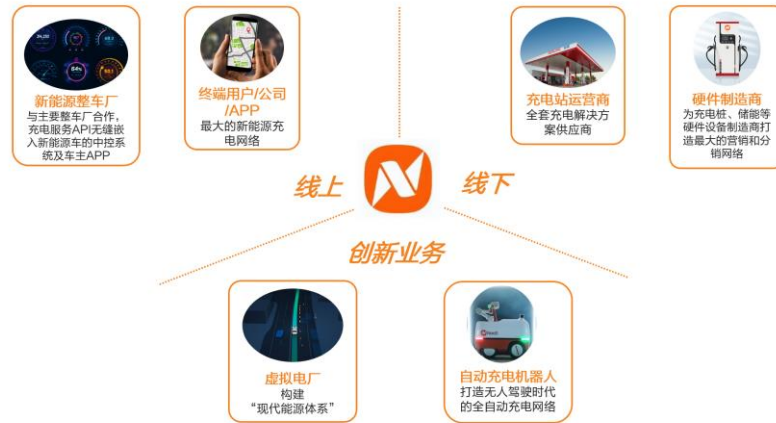 新能源整车厂
与主要整车厂合作，
充电服务API无缝嵌
入新能源车的中控系
统及车主APP
终端用户/公司
/APP
最大的新能源充
电网络
充电站运营商
全套充电解决方
案供应商
硬件制造商
为充电桩、储能等
硬件设备制造商打
造最大的营销和分
销网络
线上
线下
创新业务
虚拟电厂
构建
“现代能源体系”
自动充电机器人
打造无人驾驶时代
的全自动充电网络